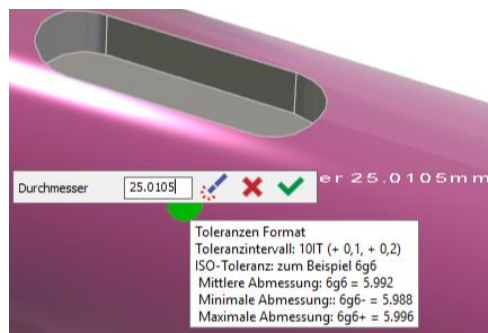 Durchmesser 25.0105 er 25.0105mm
Toleranzen Format
Toleranzintervall: 10IT (+ 0,1, + 0,2)
ISO-Toleranz: zum Beispiel 6g6
Mittlere Abmessung: 6g6 = 5.992
Minimale Abmessung:: 6g6- = 5.988
Maximale Abmessung: 6g6+ = 5.996